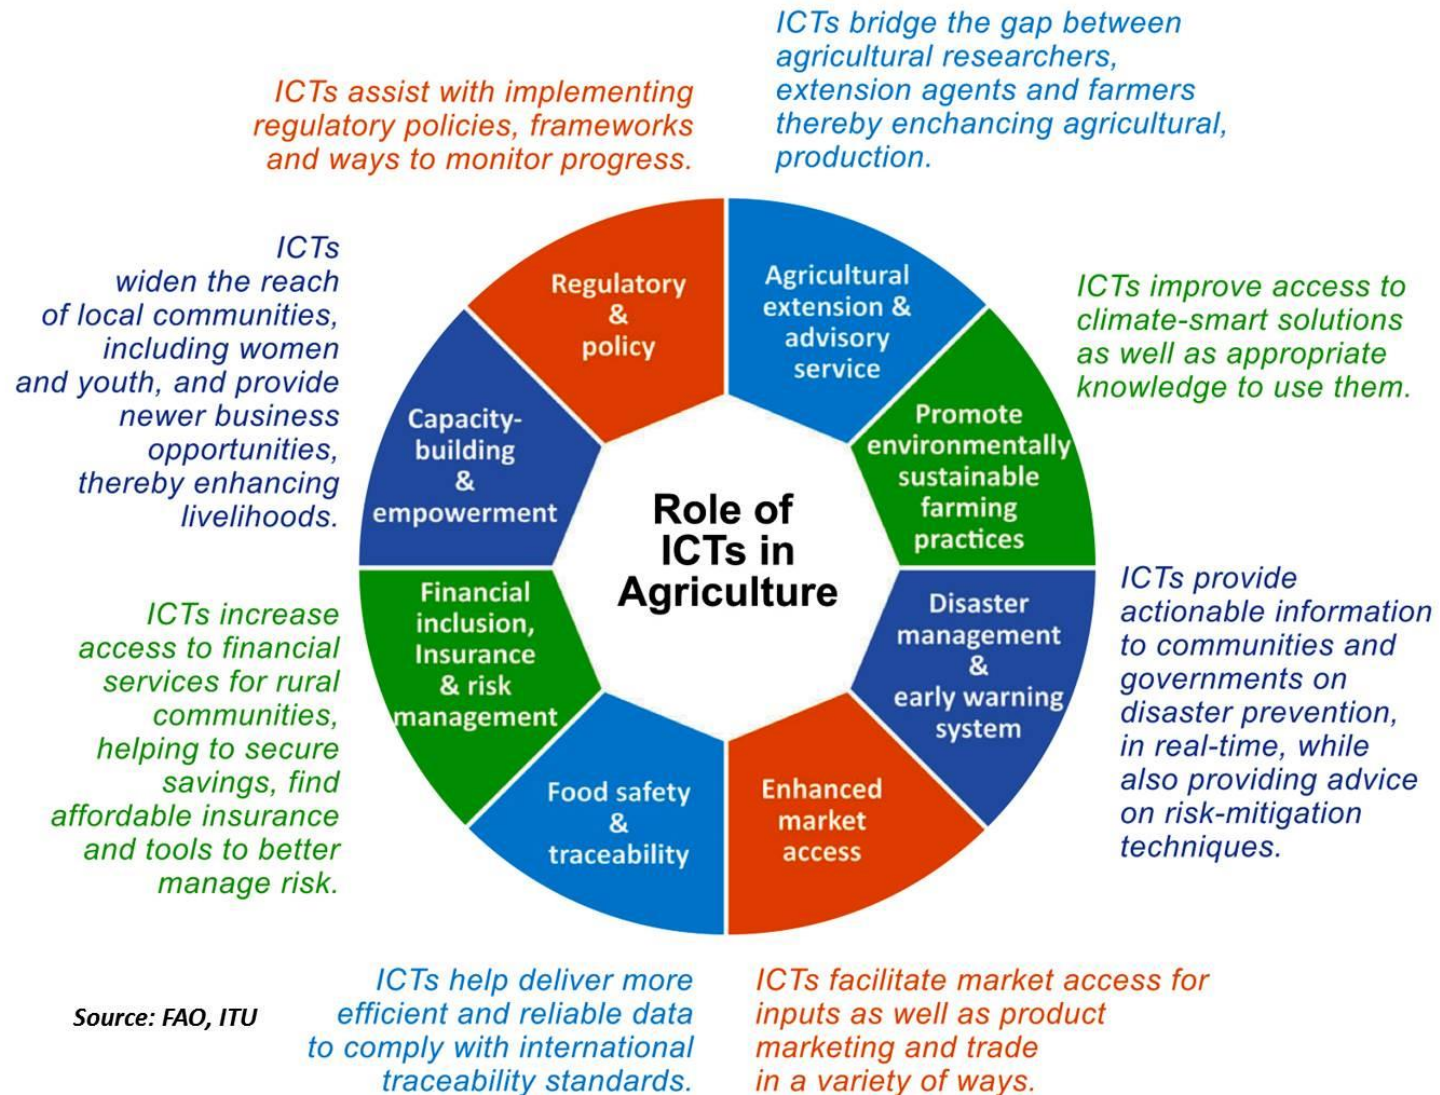 ICTs bridge the gap between
agricultural researchers,
extension agents and farmers
thereby enchancing agricultural,
production.
ICTs assist with implementing
regulatory policies, frameworks
and ways to monitor progress.
ICTs
widen the reach
of local communities,
including women
and youth, and provide
newer business
opportunities,
thereby enhancing
livelihoods.
Regulatory
&
policy
Agricultural
extension &
advisory
service
ICTs improve access to
climate-smart solutions
as well as appropriate
knowledge to use them.
Capacity-
building
&
empowerment
Promote
environmentally
sustainable
farming
practices
Role of
ICTs in
Agriculture
Financial
inclusion,
Insurance
& risk
management
Disaster
management
&
early warning
system
ICTs provide
actionable information
to communities and
governments on
disaster prevention,
in real-time, while
also providing advice
on risk-mitigation
techniques.
ICTs increase
access to financial
services for rural
communities,
helping to secure
savings, find
affordable insurance
and tools to better
manage risk.
Food safety
&
traceability
Enhanced
market
access
ICTs help deliver more
efficient and reliable data
to comply with international
traceability standards.
ICTs facilitate market access for
inputs as well as product
marketing and trade
in a variety of ways.
Source: FAO, ITU